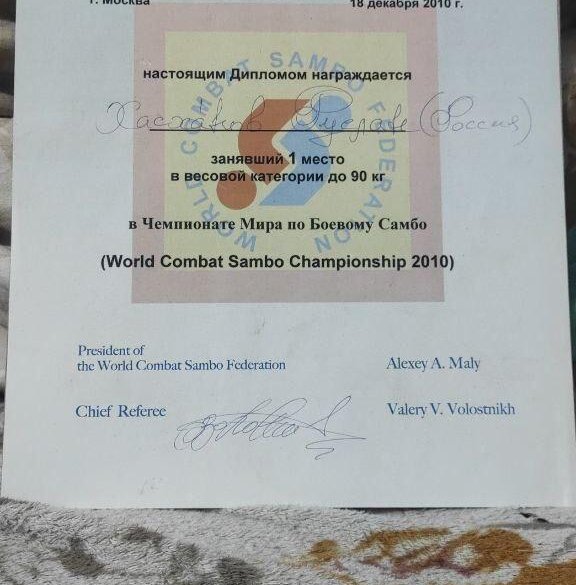 г. Москва 18 декабря 2010 г.
WORLD COMBAT SAMBO FEDERATION
настоящим Дипломом награждается
Хасханов Руслан (Россия)
занявший 1 место
в весовой категории до 90 кг
в Чемпионате Мира по Боевому Самбо
(World Combat Sambo Championship 2010)
President of
the World Combat Sambo Federation Alexey A. Maly
Chief Referee Valery V. Volostnikh